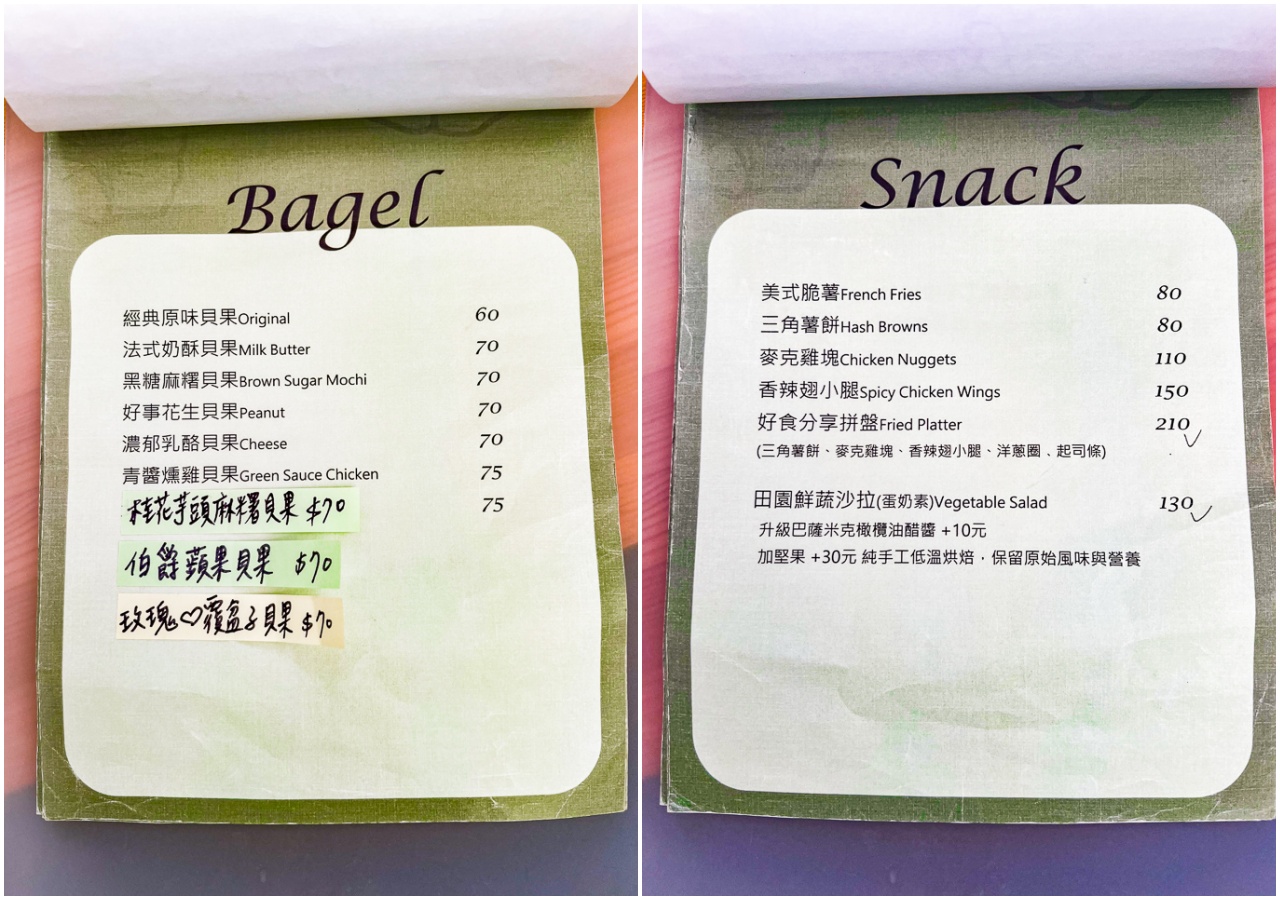 Bagel
經典原味貝果Original 60
法式奶酥貝果Milk Butter 70
黑糖麻糬貝果Brown Sugar Mochi 70
好事花生貝果Peanut 70
濃郁乳酪貝果Cheese 70
青醬燻雞貝果Green Sauce Chicken 75
桂花芋頭麻糬貝果 $70 75
伯爵蘋果貝果 $70
玫瑰♡覆盆子貝果 $70
Snack
美式脆薯French Fries 80
三角薯餅Hash Browns 80
麥克雞塊Chicken Nuggets 110
香辣翅小腿Spicy Chicken Wings 150
好食分享拼盤Fried Platter 210
(三角薯餅、麥克雞塊、香辣翅小腿、洋蔥圈﹑起司條)
田園鮮蔬沙拉(蛋奶素)Vegetable Salad 130
升級巴薩米克橄欖油醋醬 +10元
加堅果 +30元 純手工低溫烘焙，保留原始風味與營養